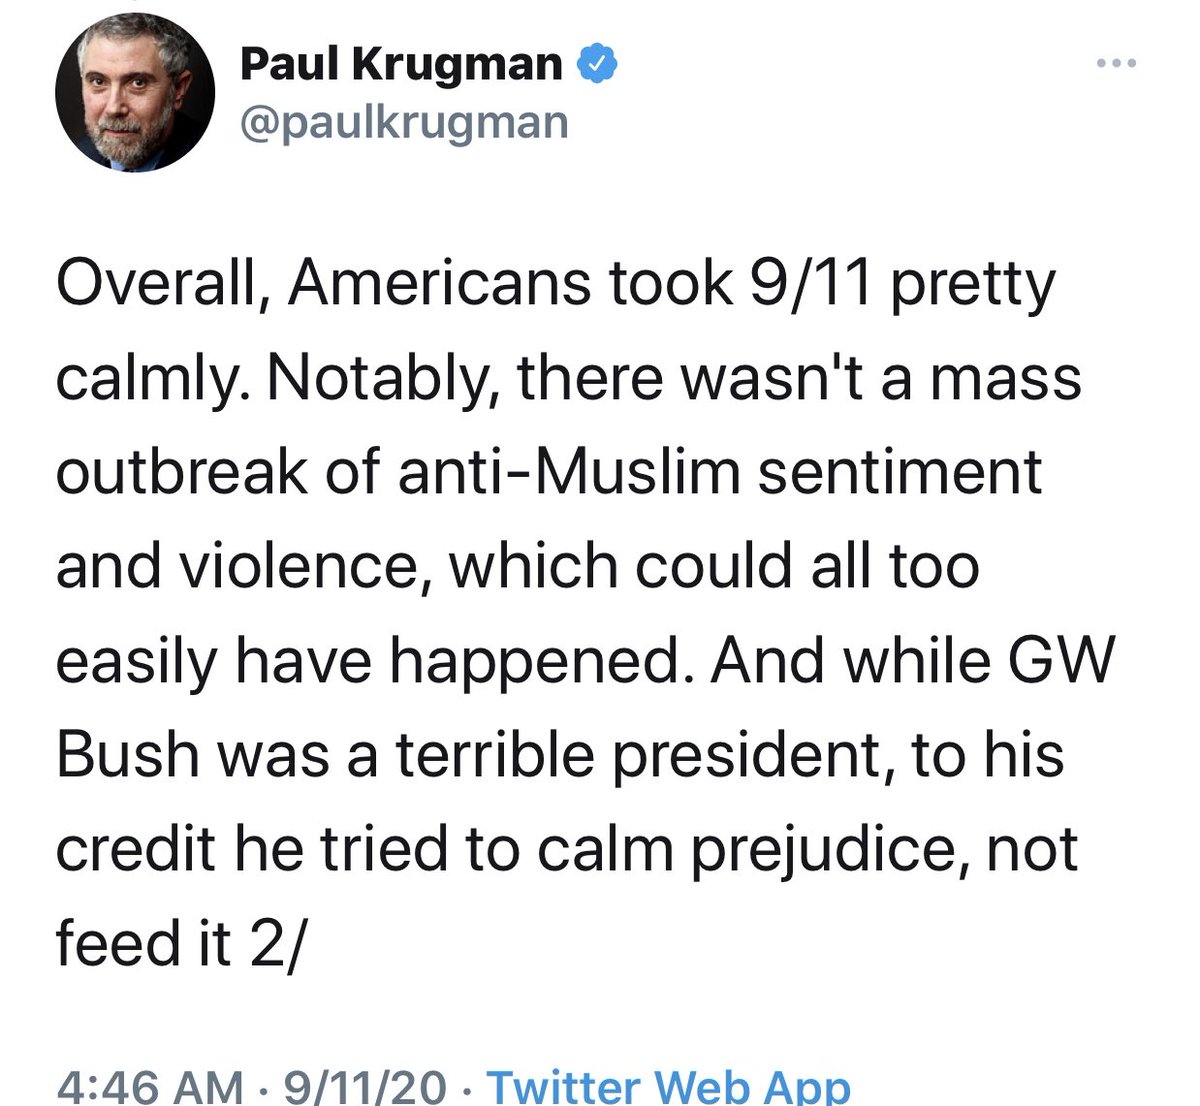 Paul Krugman
@paulkrugman
Overall, Americans took 9/11 pretty
calmly. Notably, there wasn't a mass
outbreak of anti-Muslim sentiment
and violence, which could all too
easily have happened. And while GW
Bush was a terrible president, to his
credit he tried to calm prejudice, not
feed it 2/
4:46 AM · 9/11/20 · Twitter Web App